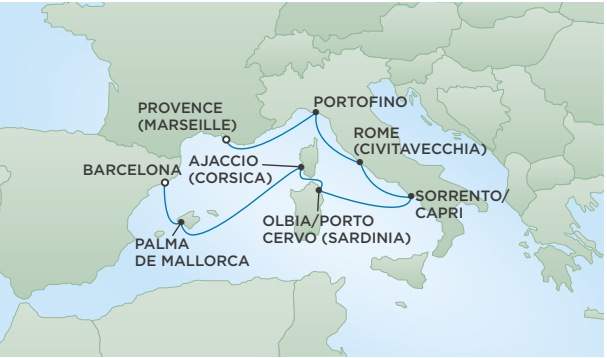 PORTOFINO
PROVENCE
(MARSEILLE)
ROME
(CIVITAVECCHIA)
BARCELONA
AJACCIO
(CORSICA)
SORRENTO/
CAPRI
OLBIA/PORTO
CERVO (SARDINIA)
PALMA
DE MALLORCA